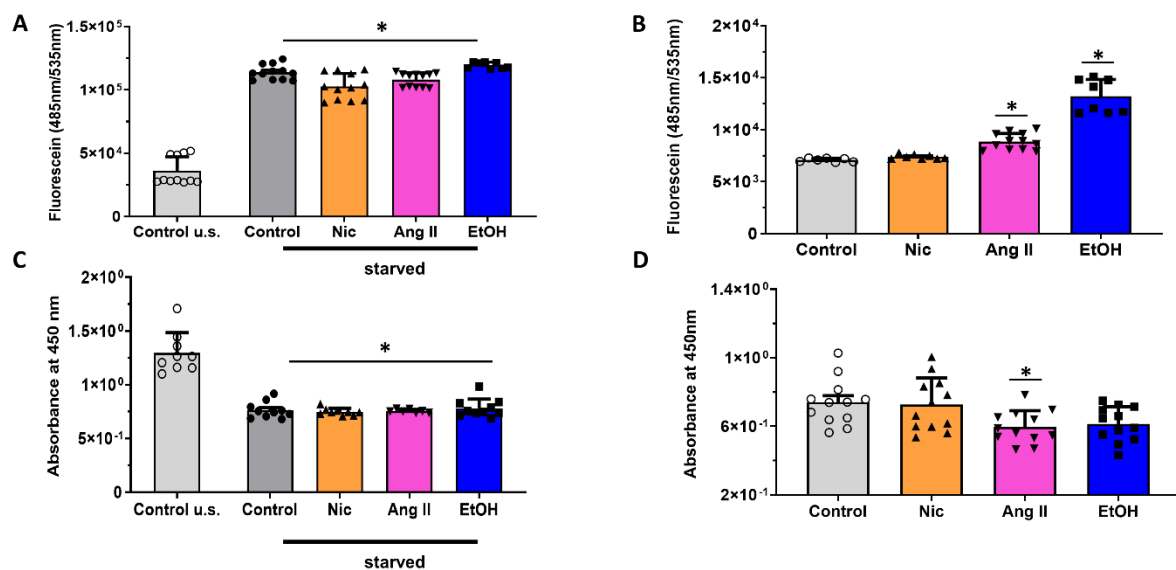 A
Fluorescein (485nm/535nm)
1.5×10⁵
1×10⁵
5×10⁴
0
*
Control u.s.
Control
Nic
Ang II
EtOH
starved
B
Fluorescein (485nm/535nm)
2×10⁴
1.5×10⁴
1×10⁴
5×10³
0
*
*
Control
Nic
Ang II
EtOH
C
Absorbance at 450 nm
2×10⁰
1.5×10⁰
1×10⁰
5×10⁻¹
0
*
Control u.s.
Control
Nic
Ang II
EtOH
starved
D
Absorbance at 450nm
1.4×10⁰
1×10⁰
6×10⁻¹
2×10⁻¹
*
Control
Nic
Ang II
EtOH